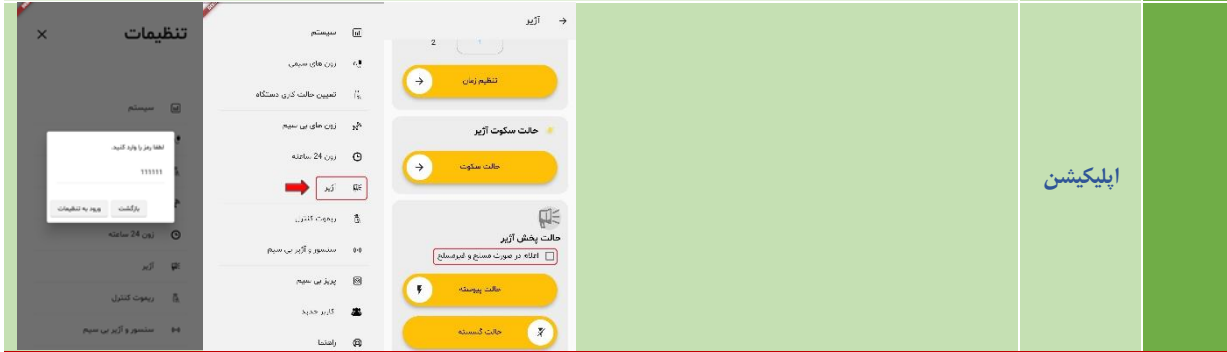 اپلیکیشن
→ آژیر
2
تنظیم زمان
حالت سکوت آژیر
حالت سکوت
حالت پخش آژیر
اعلام در صورت مسلح و غیرمسلح
حالت پیوسته
حالت گسسته
سیستم
زون های سیمی
تعیین حالت کاری دستگاه
زون های بی سیم
زون 24 ساعته
آژیر
ریموت کنترل
سنسور و آژیر بی سیم
پریز بی سیم
کاربر جدید
راهنما
تنظیمات
سیستم
لطفا رمز را وارد کنید.
111111
بازگشت
ورود به تنظیمات
زون 24 ساعته
آژیر
ریموت کنترل
سنسور و آژیر بی سیم